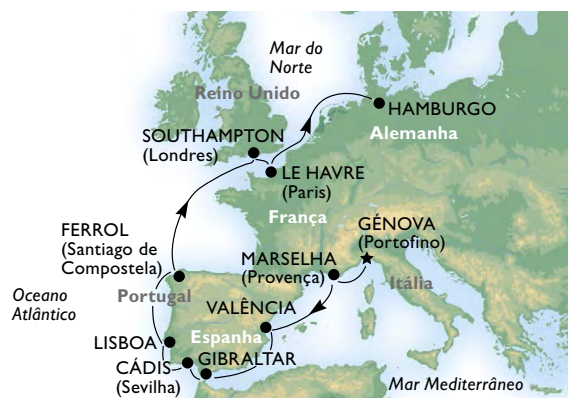 Mar do
Norte
Reino Unido
HAMBURGO
Alemanha
SOUTHAMPTON
(Londres)
LE HAVRE
(Paris)
França
FERROL
(Santiago de
Compostela)
GÉNOVA
(Portofino)
MARSELHA
(Provença)
Itália
Portugal
Oceano
Atlântico
VALÊNCIA
Espanha
LISBOA
GIBRALTAR
CÁDIS
(Sevilha)
Mar Mediterrâneo